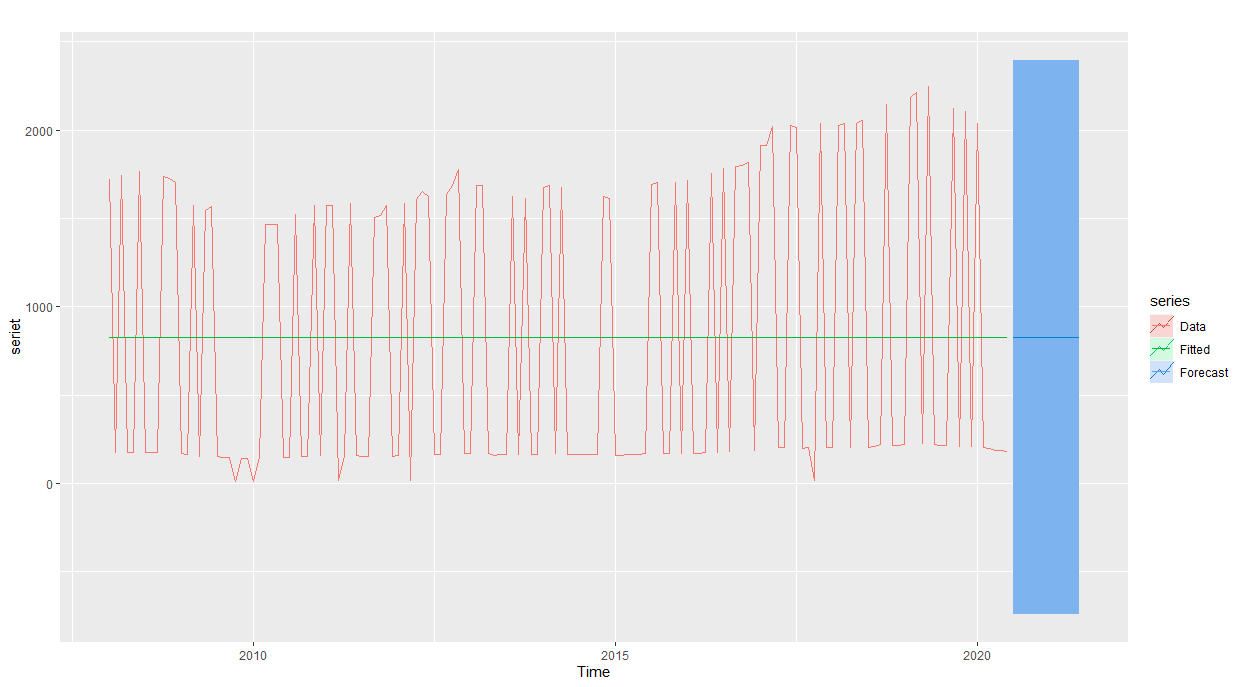 2000
1000
0
seriet
2010
2015
2020
Time
series
Data
Fitted
Forecast